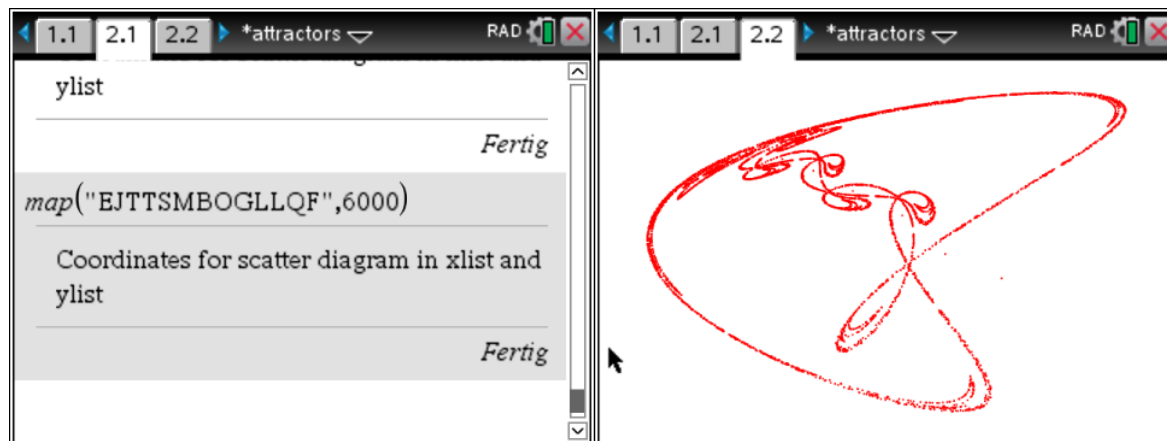 1.1 2.1 2.2 *attractors RAD
ylist
Fertig
map("EJTTSMBOGLLQF",6000)
Coordinates for scatter diagram in xlist and
ylist
Fertig
1.1 2.1 2.2 *attractors RAD